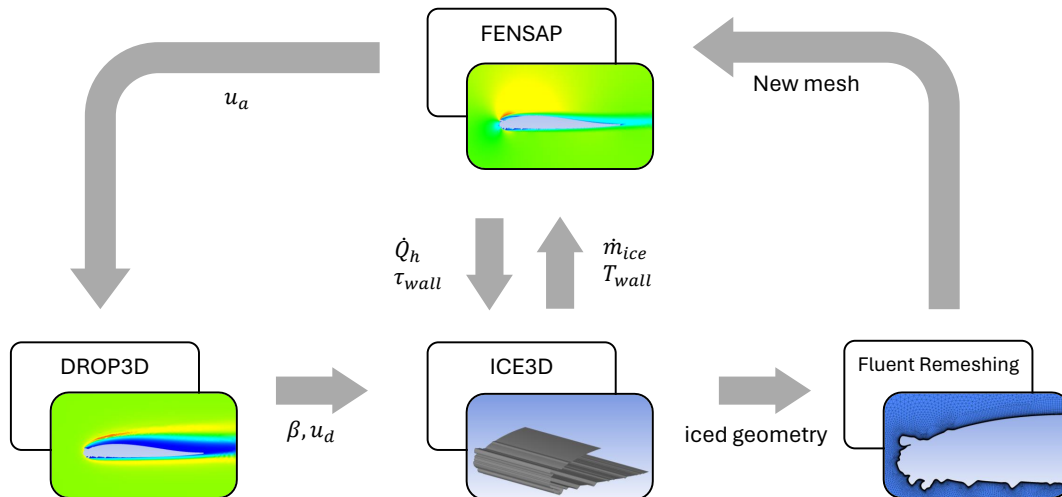 FENSAP
New mesh
u_a
Q̇_h
τ_wall
ṁ_ice
T_wall
DROP3D
ICE3D
Fluent Remeshing
β, u_d
iced geometry